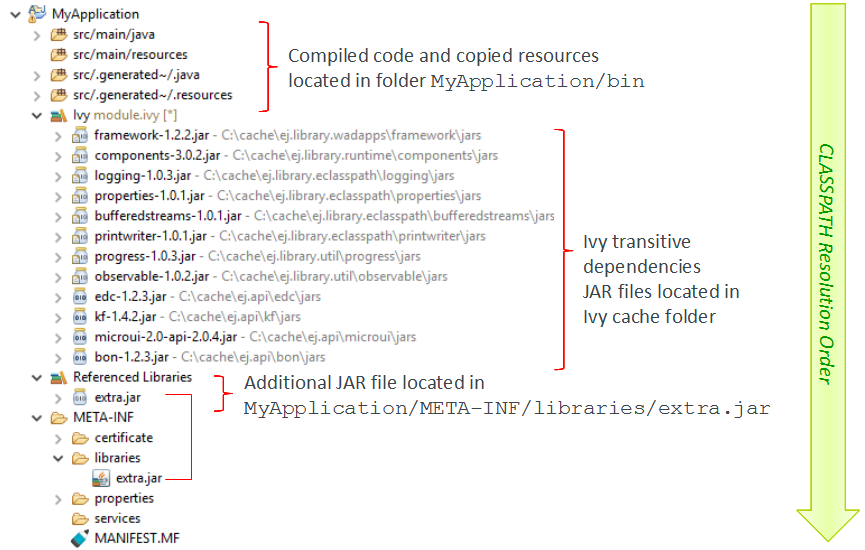 MyApplication
src/main/java
src/main/resources
src/.generated~/.java
src/.generated~/.resources
Compiled code and copied resources
located in folder MyApplication/bin
Ivy module.ivy [*]
framework-1.2.2.jar - C:\cache\ej.library.wadapps\framework\jars
components-3.0.2.jar - C:\cache\ej.library.runtime\components\jars
logging-1.0.3.jar - C:\cache\ej.library.eclasspath\logging\jars
properties-1.0.1.jar - C:\cache\ej.library.eclasspath\properties\jars
bufferedstreams-1.0.1.jar - C:\cache\ej.library.eclasspath\bufferedstreams\jars
printwriter-1.0.1.jar - C:\cache\ej.library.eclasspath\printwriter\jars
progress-1.0.3.jar - C:\cache\ej.library.util\progress\jars
observable-1.0.2.jar - C:\cache\ej.library.util\observable\jars
edc-1.2.3.jar - C:\cache\ej.api\edc\jars
kf-1.4.2.jar - C:\cache\ej.api\kf\jars
microui-2.0-api-2.0.4.jar - C:\cache\ej.api\microui\jars
bon-1.2.3.jar - C:\cache\ej.api\bon\jars
Ivy transitive
dependencies
JAR files located in
Ivy cache folder
Referenced Libraries
extra.jar
Additional JAR file located in
MyApplication/META-INF/libraries/extra.jar
META-INF
certificate
libraries
extra.jar
properties
services
MANIFEST.MF
CLASSPATH Resolution Order